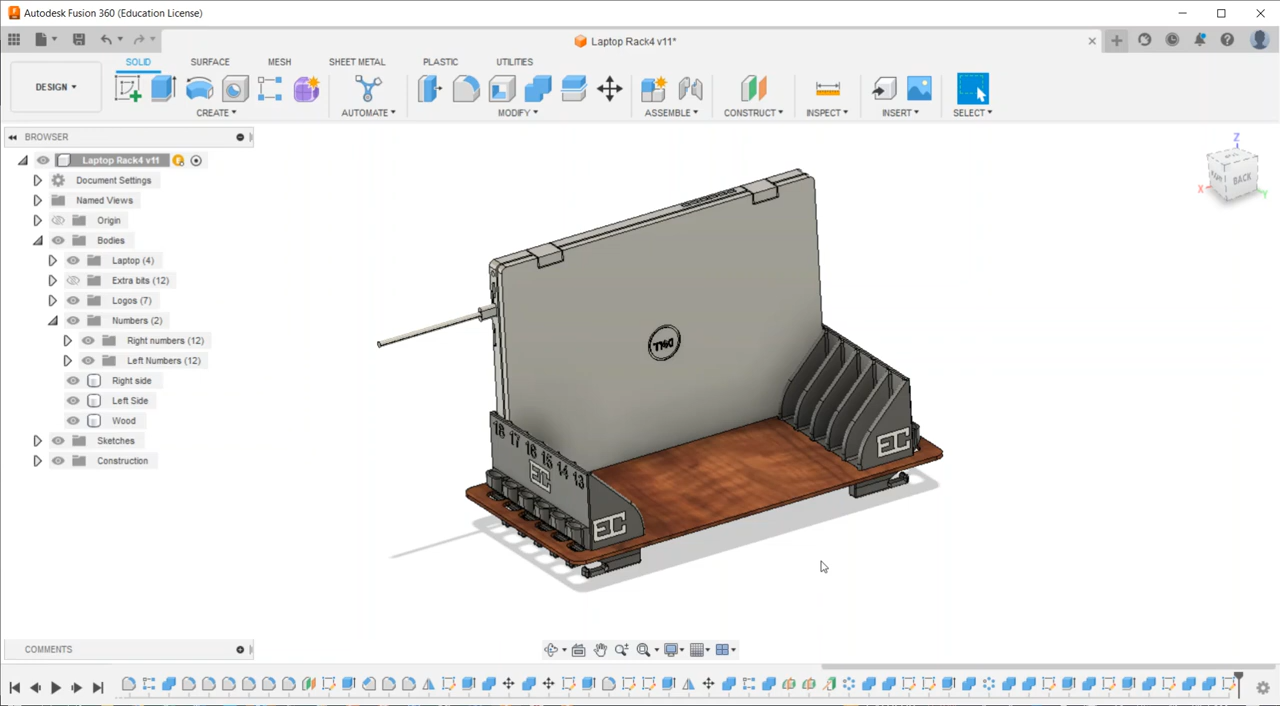 Autodesk Fusion 360 (Education License)
Laptop Rack4 v11*
SOLID SURFACE MESH SHEET METAL PLASTIC UTILITIES
DESIGN
CREATE AUTOMATE MODIFY ASSEMBLE CONSTRUCT INSPECT INSERT SELECT
BROWSER
Laptop Rack4 v11
Document Settings
Named Views
Origin
Bodies
Laptop (4)
Extra bits (12)
Logos (7)
Numbers (2)
Right numbers (12)
Left Numbers (12)
Right side
Left Side
Wood
Sketches
Construction
Z
BACK
X
Y
DELL
18 17 16 15 14 13
EC
EC
EC
COMMENTS